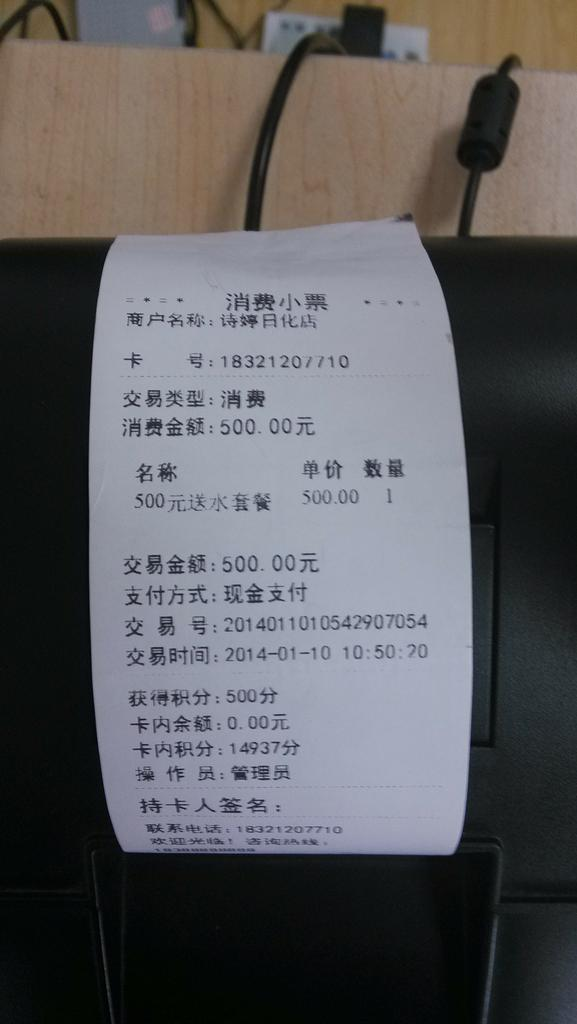 =*=* 消费小票 *=*=
商户名称:诗婷日化店
卡 号:18321207710
交易类型:消费
消费金额:500.00元
名称 单价 数量
500元送水套餐 500.00 1
交易金额:500.00元
支付方式:现金支付
交 易 号:2014011010542907054
交易时间:2014-01-10 10:50:20
获得积分:500分
卡内余额:0.00元
卡内积分:14937分
操 作 员:管理员
持卡人签名:
联系电话:18321207710
欢迎光临! 咨询热线: